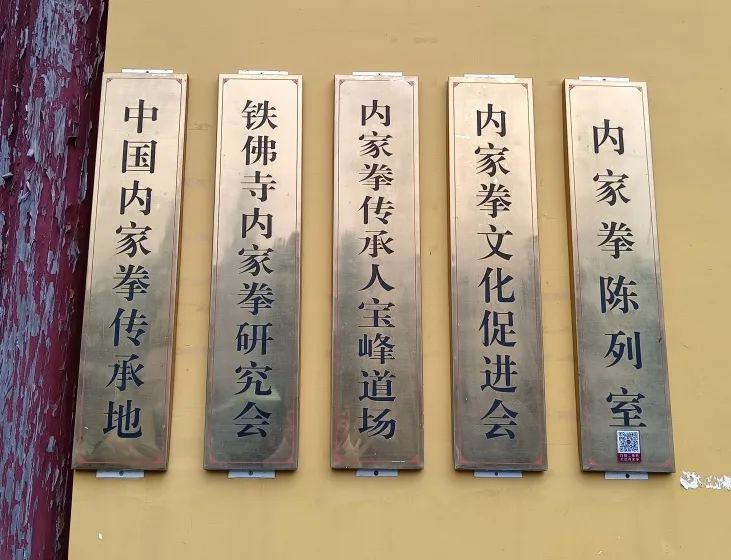 中国内家拳传承地
铁佛寺内家拳研究会
内家拳传承人宝峰道场
内家拳文化促进会
内家拳陈列室